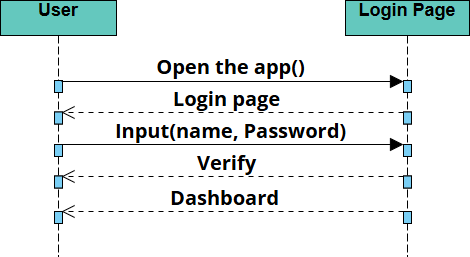 User
Login Page
Open the app()
Login page
Input(name, Password)
Verify
Dashboard